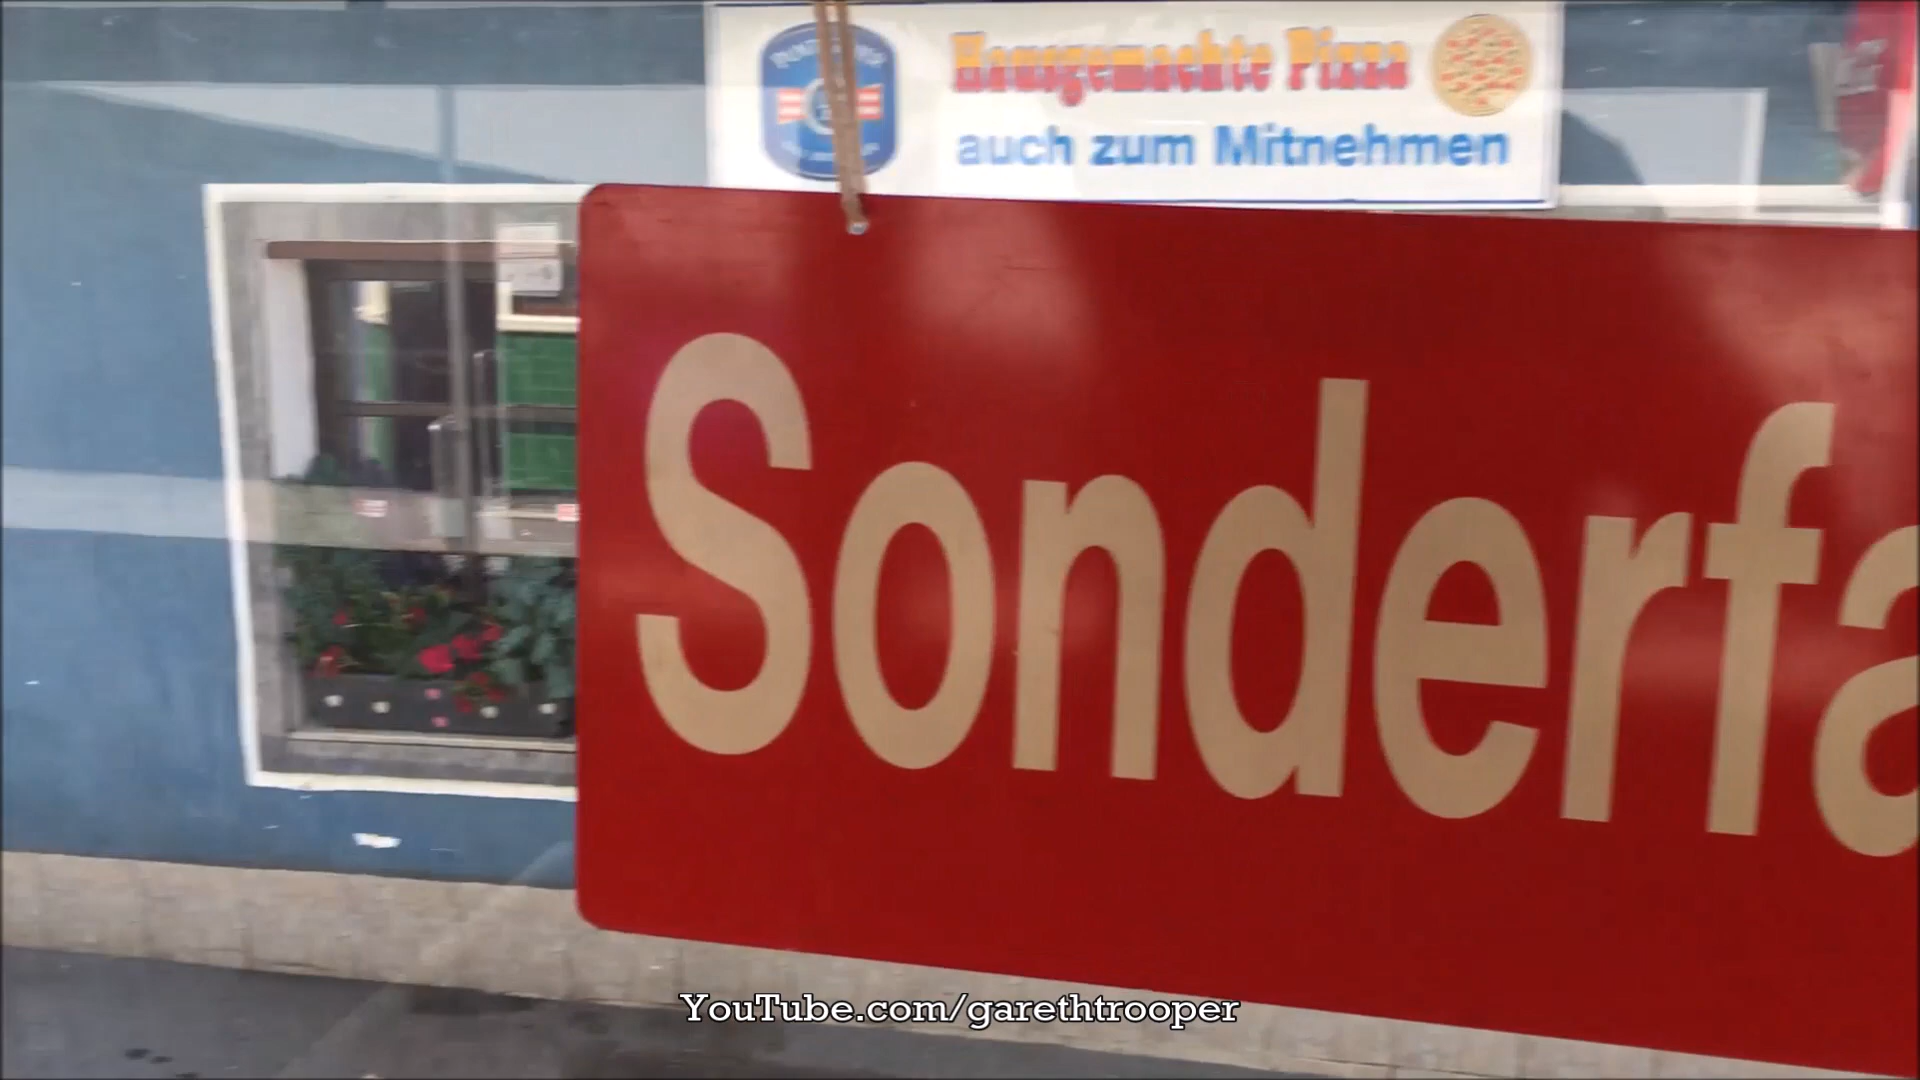 Hausgemachte Pizza
auch zum Mitnehmen
Sonderfa
YouTube.com/garethtrooper